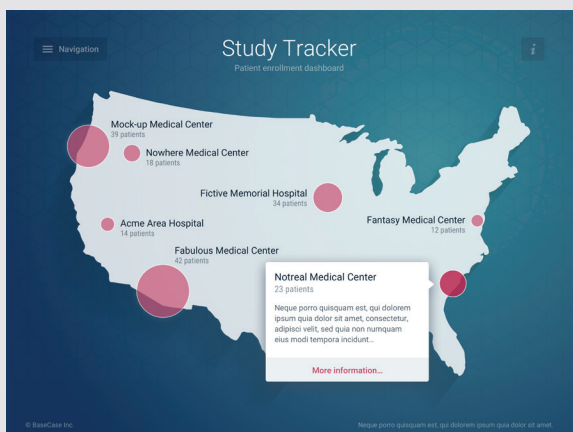 Navigation
Study Tracker
Patient enrollment dashboard
i
Mock-up Medical Center
39 patients
Nowhere Medical Center
18 patients
Fictive Memorial Hospital
34 patients
Fantasy Medical Center
12 patients
Acme Area Hospital
14 patients
Fabulous Medical Center
42 patients
Notreal Medical Center
23 patients
Neque porro quisquam est, qui dolorem
ipsum quia dolor sit amet, consectetur,
adipisci velit, sed quia non numquam
eius modi tempora incidunt...
More information...
© BaseCase Inc.
Neque porro quisquam est, qui dolorem ipsum quia dolor sit amet